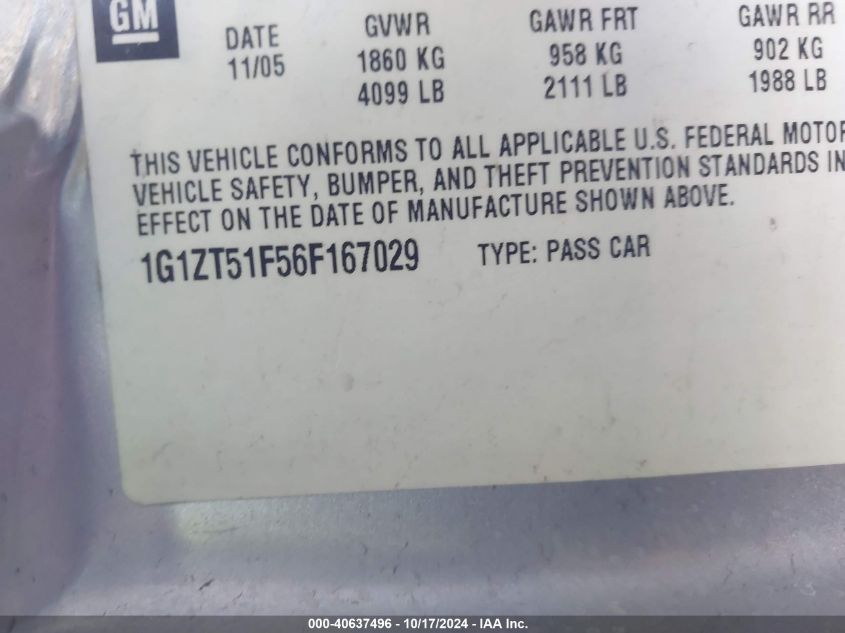 GM
DATE GVWR GAWR FRT GAWR RR
11/05 1860 KG 958 KG 902 KG
4099 LB 2111 LB 1988 LB
THIS VEHICLE CONFORMS TO ALL APPLICABLE U.S. FEDERAL MOTOR
VEHICLE SAFETY, BUMPER, AND THEFT PREVENTION STANDARDS IN
EFFECT ON THE DATE OF MANUFACTURE SHOWN ABOVE.
1G1ZT51F56F167029 TYPE: PASS CAR
000-40637496 - 10/17/2024 - IAA Inc.